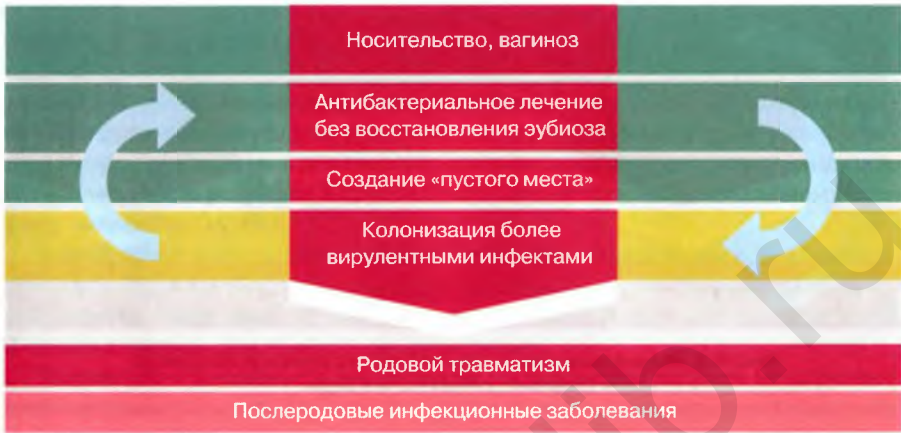 Носительство, вагиноз
Антибактериальное лечение
без восстановления эубиоза
Создание «пустого места»
Колонизация более
вирулентными инфектами
Родовой травматизм
Послеродовые инфекционные заболевания